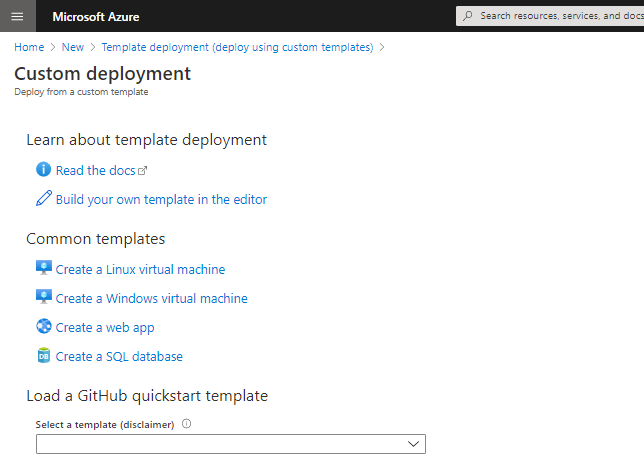 Microsoft Azure
Search resources, services, and docs
Home > New > Template deployment (deploy using custom templates) >
Custom deployment
Deploy from a custom template
Learn about template deployment
Read the docs
Build your own template in the editor
Common templates
Create a Linux virtual machine
Create a Windows virtual machine
Create a web app
Create a SQL database
Load a GitHub quickstart template
Select a template (disclaimer)